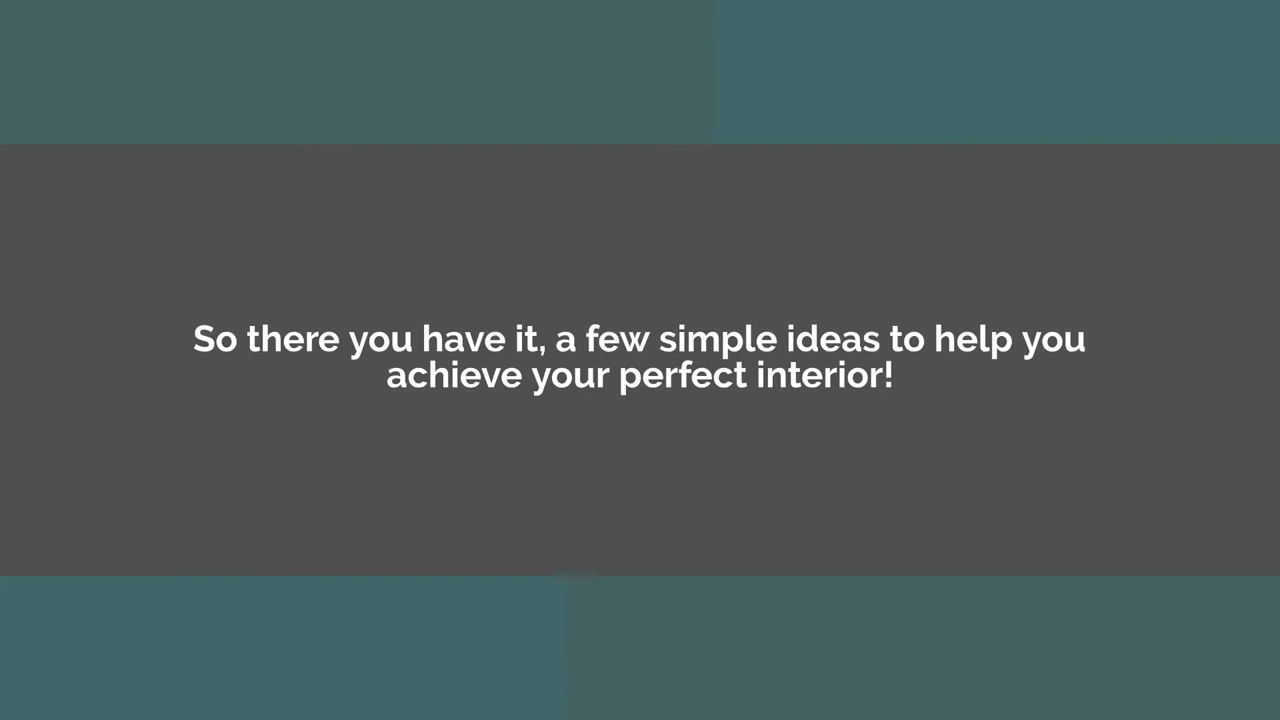 So there you have it, a few simple ideas to help you
achieve your perfect interior!